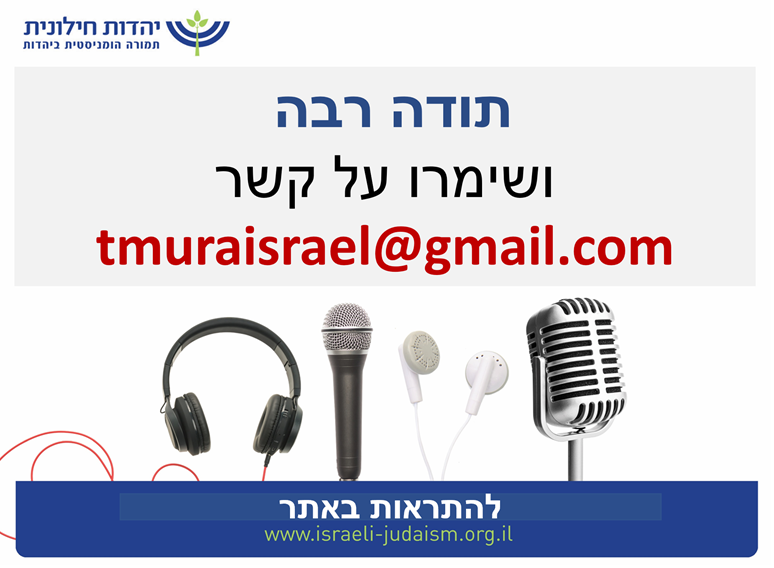 יהדות חילונית
תמורה הומניסטית ביהדות
תודה רבה
ושימרו על קשר
tmuraisrael@gmail.com
להתראות באתר
www.israeli-judaism.org.il